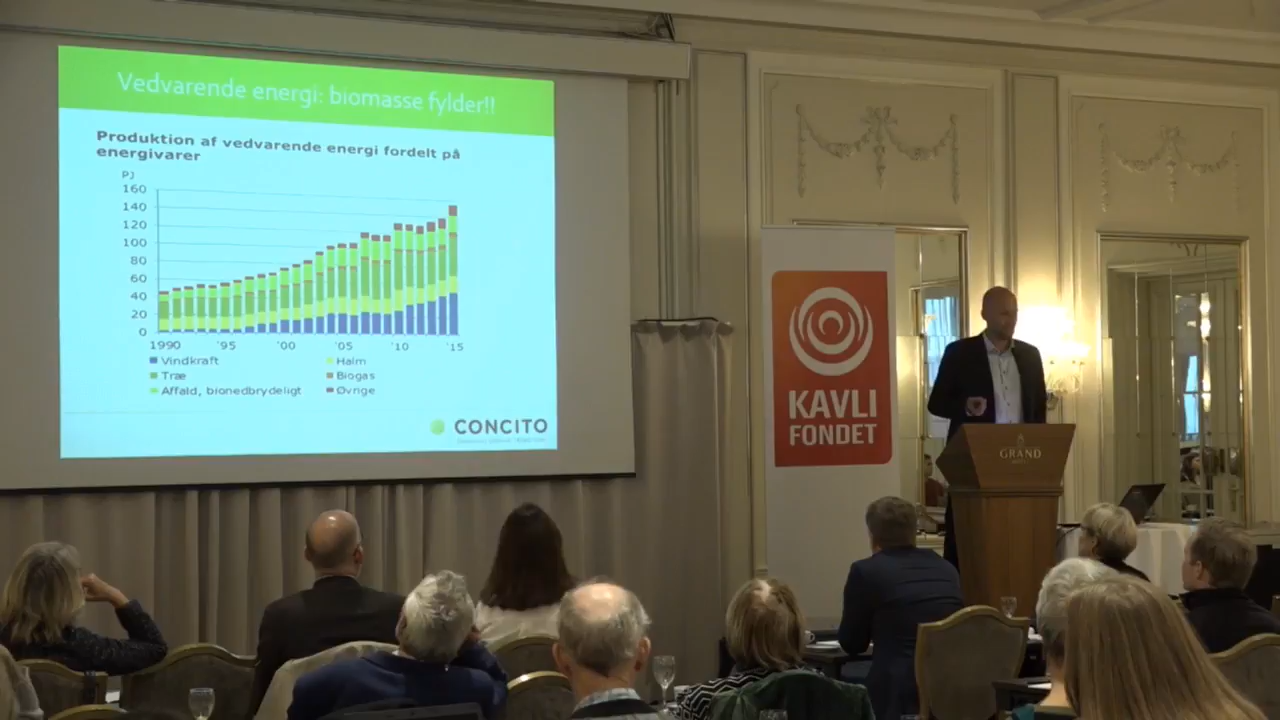 Vedvarende energi: biomasse fylder!!
Produktion af vedvarende energi fordelt på
energivarer
PJ
160
140
120
100
80
60
40
20
0
1990 '95 '00 '05 '10 '15
Vindkraft Halm
Træ Biogas
Affald, bionedbrydeligt Øvrige
CONCITO
KAVLI
FONDET
GRAND